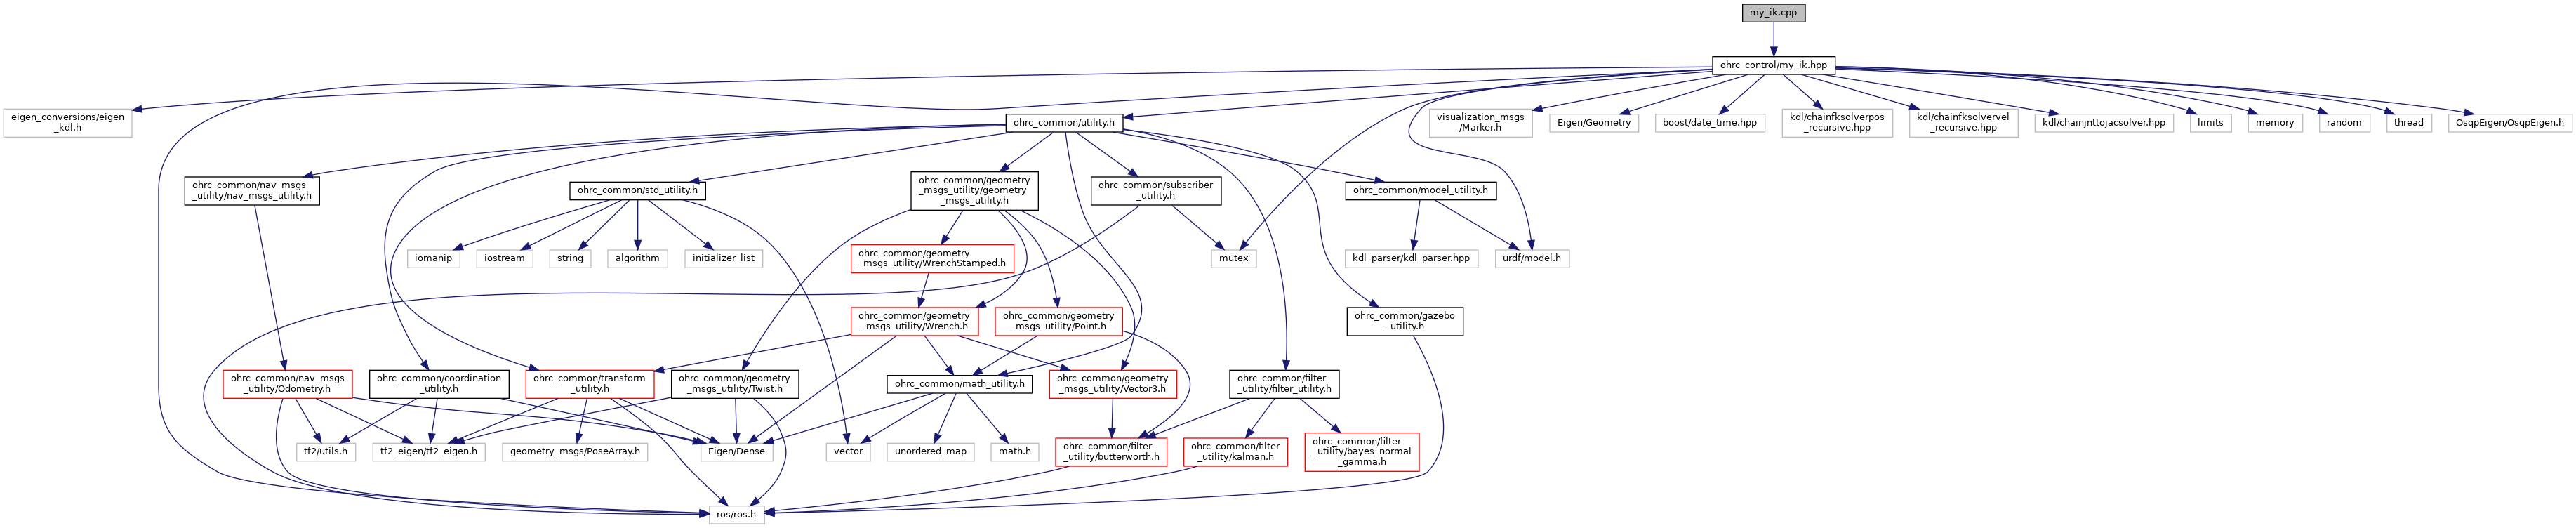 my_ik.cpp
ohrc_control/my_ik.hpp
eigen_conversions/eigen
_kdl.h
ohrc_common/utility.h
visualization_msgs
/Marker.h
Eigen/Geometry
boost/date_time.hpp
kdl/chainfksolverpos
_recursive.hpp
kdl/chainfksolvervel
_recursive.hpp
kdl/chainjnttojacsolver.hpp
limits
memory
random
thread
OsqpEigen/OsqpEigen.h
ohrc_common/nav_msgs
_utility/nav_msgs_utility.h
ohrc_common/std_utility.h
ohrc_common/geometry
_msgs_utility/geometry
_msgs_utility.h
ohrc_common/subscriber
_utility.h
ohrc_common/model_utility.h
iomanip
iostream
string
algorithm
initializer_list
ohrc_common/geometry
_msgs_utility/WrenchStamped.h
mutex
kdl_parser/kdl_parser.hpp
urdf/model.h
ohrc_common/geometry
_msgs_utility/Wrench.h
ohrc_common/geometry
_msgs_utility/Point.h
ohrc_common/gazebo
_utility.h
ohrc_common/nav_msgs
_utility/Odometry.h
ohrc_common/coordination
_utility.h
ohrc_common/transform
_utility.h
ohrc_common/geometry
_msgs_utility/Twist.h
ohrc_common/math_utility.h
ohrc_common/geometry
_msgs_utility/Vector3.h
ohrc_common/filter
_utility/filter_utility.h
tf2/utils.h
tf2_eigen/tf2_eigen.h
geometry_msgs/PoseArray.h
Eigen/Dense
vector
unordered_map
math.h
ohrc_common/filter
_utility/butterworth.h
ohrc_common/filter
_utility/kalman.h
ohrc_common/filter
_utility/bayes_normal
_gamma.h
ros/ros.h